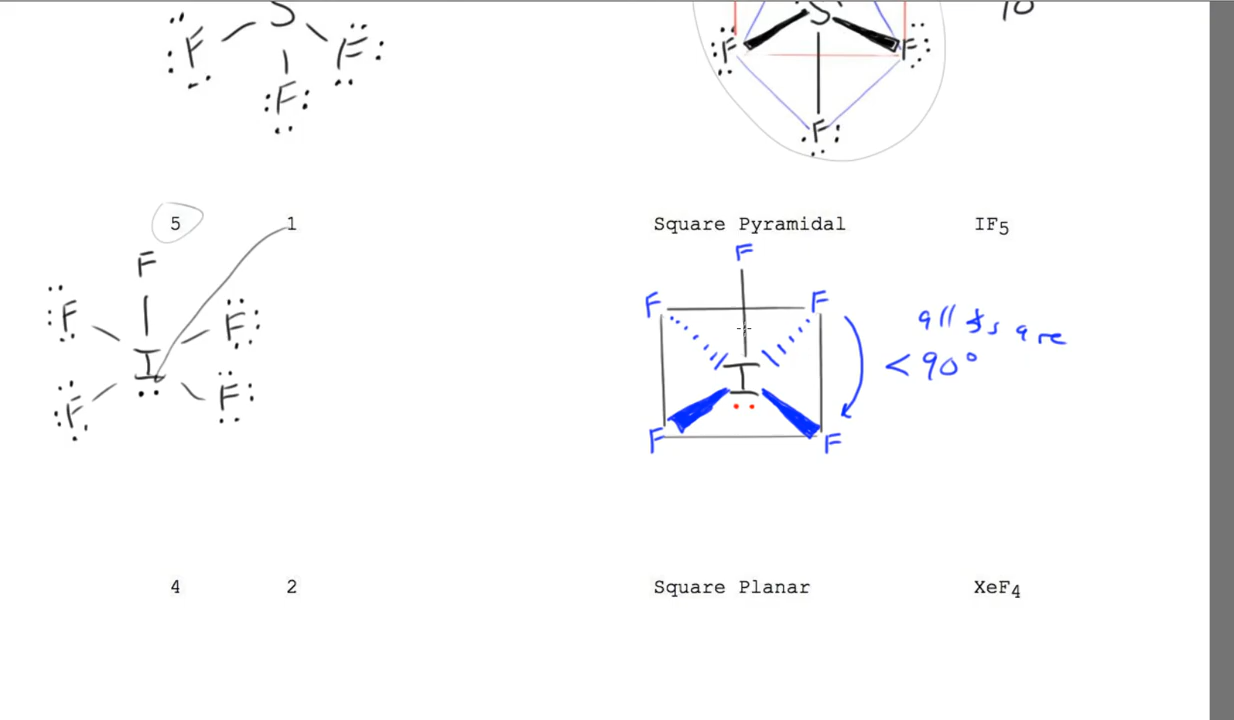 S S 10
:F F: :F F:
:F: F:
5 1 Square Pyramidal IF5
F F
:F F: F F
I I
:F F: F F
all ∡s are
< 90°
4 2 Square Planar XeF4